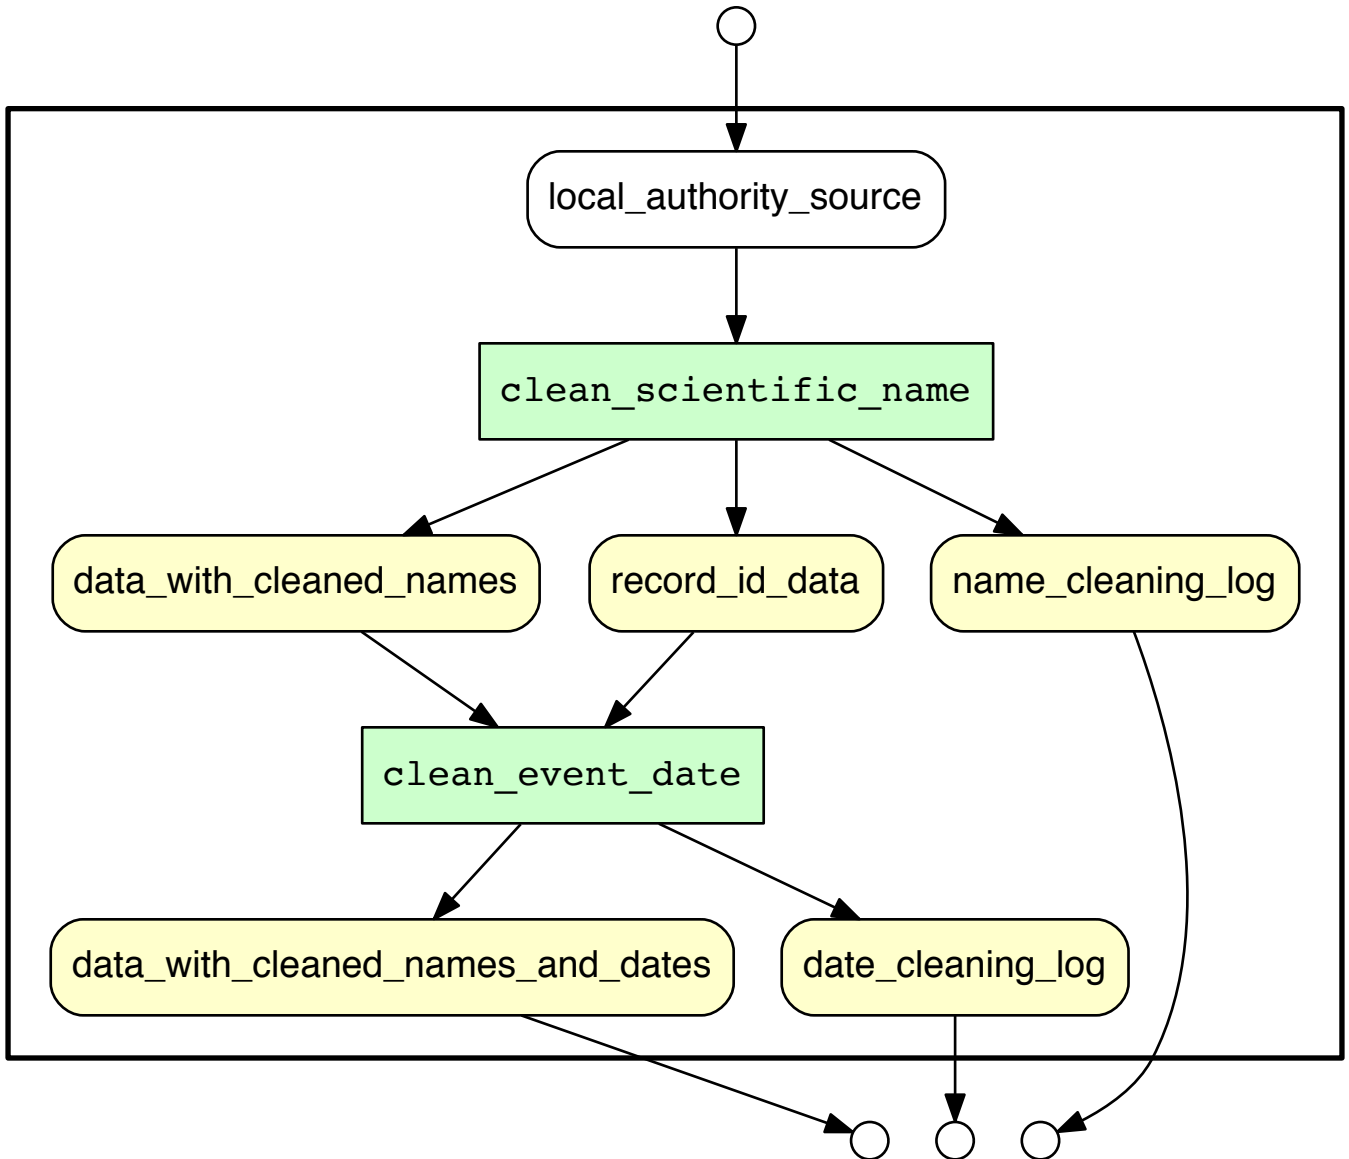 local_authority_source
clean_scientific_name
data_with_cleaned_names
record_id_data
name_cleaning_log
clean_event_date
data_with_cleaned_names_and_dates
date_cleaning_log